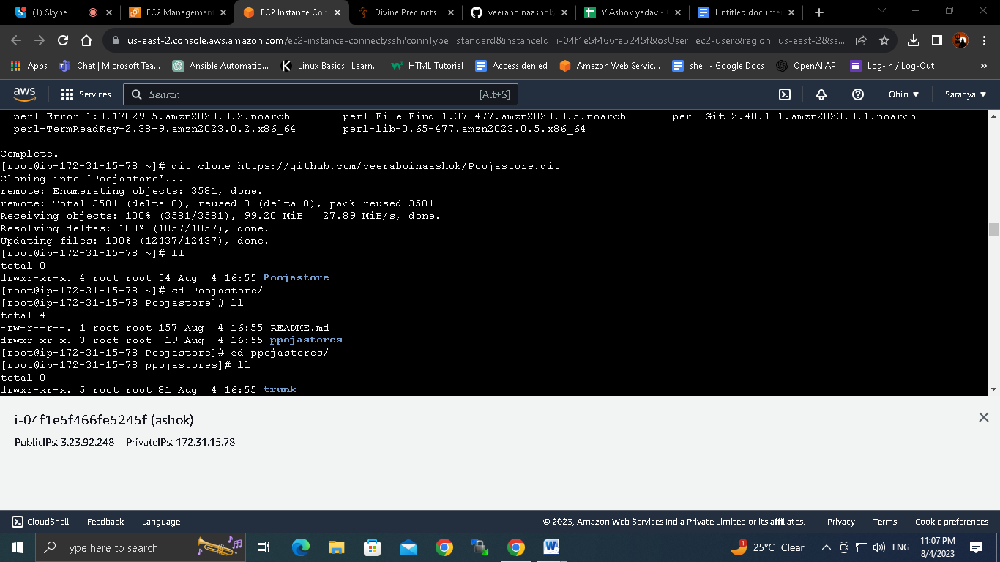 (1) Skype
EC2 Management
EC2 Instance Con
Divine Precincts
veeraboinaashok
V Ashok yadav -
Untitled docume
us-east-2.console.aws.amazon.com/ec2-instance-connect/ssh?connType=standard&instanceId=i-04f1e5f466fe5245f&osUser=ec2-user&region=us-east-2&ss...
Apps
Chat | Microsoft Tea...
Ansible Automatio...
Linux Basics | Learn...
HTML Tutorial
Access denied
Amazon Web Servic...
shell - Google Docs
OpenAI API
Log-In / Log-Out
»
aws
Services
Search
[Alt+S]
Ohio
Saranya
perl-Error-1:0.17029-5.amzn2023.0.2.noarch perl-File-Find-1.37-477.amzn2023.0.5.noarch perl-Git-2.40.1-1.amzn2023.0.1.noarch
perl-TermReadKey-2.38-9.amzn2023.0.2.x86_64 perl-lib-0.65-477.amzn2023.0.5.x86_64
Complete!
[root@ip-172-31-15-78 ~]# git clone https://github.com/veeraboinaashok/Poojastore.git
Cloning into 'Poojastore'...
remote: Enumerating objects: 3581, done.
remote: Total 3581 (delta 0), reused 0 (delta 0), pack-reused 3581
Receiving objects: 100% (3581/3581), 99.20 MiB | 27.89 MiB/s, done.
Resolving deltas: 100% (1057/1057), done.
Updating files: 100% (12437/12437), done.
[root@ip-172-31-15-78 ~]# ll
total 0
drwxr-xr-x. 4 root root 54 Aug  4 16:55 Poojastore
[root@ip-172-31-15-78 ~]# cd Poojastore/
[root@ip-172-31-15-78 Poojastore]# ll
total 4
-rw-r--r--. 1 root root 157 Aug  4 16:55 README.md
drwxr-xr-x. 3 root root  19 Aug  4 16:55 ppojastores
[root@ip-172-31-15-78 Poojastore]# cd ppojastores/
[root@ip-172-31-15-78 ppojastores]# ll
total 0
drwxr-xr-x. 5 root root 81 Aug  4 16:55 trunk
i-04f1e5f466fe5245f (ashok)
PublicIPs: 3.23.92.248 PrivateIPs: 172.31.15.78
CloudShell
Feedback
Language
© 2023, Amazon Web Services India Private Limited or its affiliates.
Privacy
Terms
Cookie preferences
Type here to search
1
25°C Clear
ENG
11:07 PM
8/4/2023